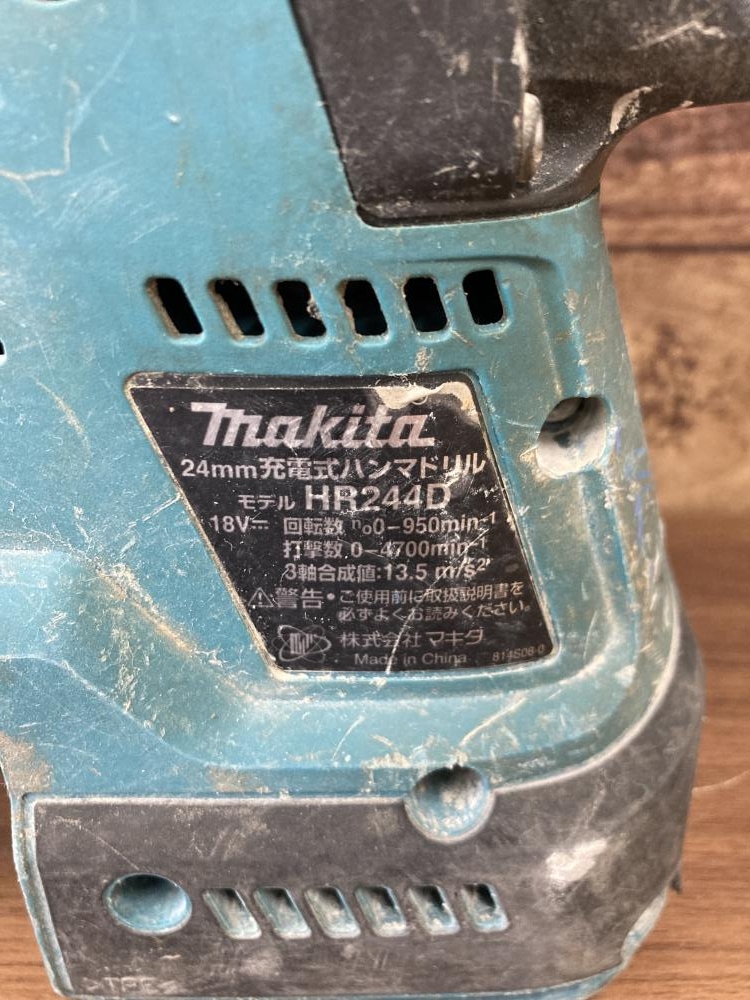 makita
24mm充電式ハンマドリル
モデル HR244D
18V⎓ 回転数 n₀0-950min⁻¹
打撃数 0-4700min⁻¹
3軸合成値:13.5 m/s²
⚠警告・ご使用前に取扱説明書を
必ずよくお読みください。
株式会社 マキタ
Made in China 814S08-0